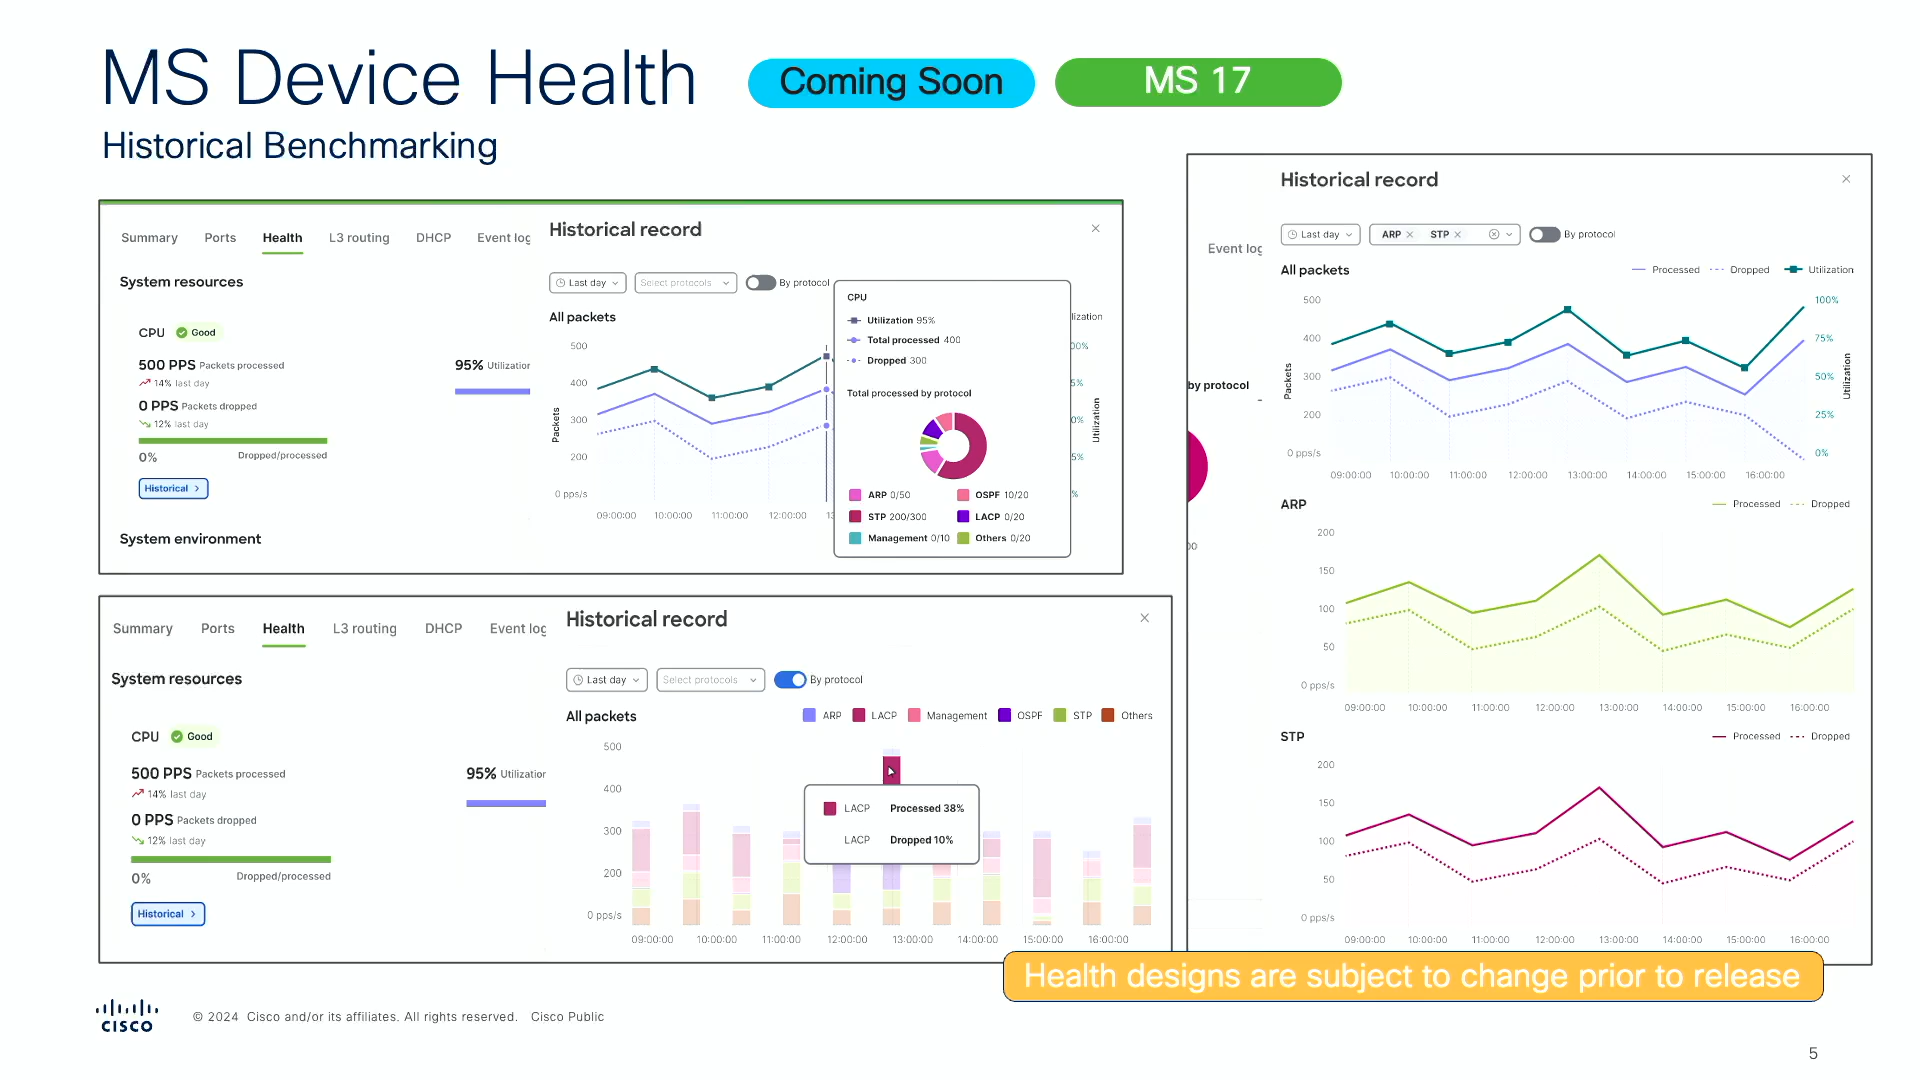 MS Device Health
Coming Soon
MS 17
Historical Benchmarking
Summary Ports Health L3 routing DHCP Event log
System resources
CPU Good
500 PPS Packets processed
14% last day
0 PPS Packets dropped
12% last day
0% Dropped/processed
Historical >
System environment
95% Utilization
Historical record
Last day Select protocols By protocol
All packets
lization
Packets
500
400
300
200
0 pps/s
09:00:00 10:00:00 11:00:00 12:00:00 13
00%
5%
0%
5%
%
Utilization
CPU
Utilization 95%
Total processed 400
Dropped 300
Total processed by protocol
ARP 0/50 OSPF 10/20
STP 200/300 LACP 0/20
Management 0/10 Others 0/20
Summary Ports Health L3 routing DHCP Event log
System resources
CPU Good
500 PPS Packets processed
14% last day
0 PPS Packets dropped
12% last day
0% Dropped/processed
Historical >
95% Utilization
Historical record
Last day Select protocols By protocol
All packets
ARP LACP Management OSPF STP Others
500
400
300
200
0 pps/s
LACP Processed 38%
LACP Dropped 10%
09:00:00 10:00:00 11:00:00 12:00:00 13:00:00 14:00:00 15:00:00 16:00:00
Event log
by protocol
00
Historical record
Last day ARP × STP × By protocol
All packets
Processed Dropped Utilization
Packets
500
400
300
200
0 pps/s
100%
75%
50%
25%
0%
Utilization
09:00:00 10:00:00 11:00:00 12:00:00 13:00:00 14:00:00 15:00:00 16:00:00
ARP
Processed Dropped
200
150
100
50
0 pps/s
09:00:00 10:00:00 11:00:00 12:00:00 13:00:00 14:00:00 15:00:00 16:00:00
STP
Processed Dropped
200
150
100
50
0 pps/s
09:00:00 10:00:00 11:00:00 12:00:00 13:00:00 14:00:00 15:00:00 16:00:00
Health designs are subject to change prior to release
CISCO
© 2024 Cisco and/or its affiliates. All rights reserved. Cisco Public
5